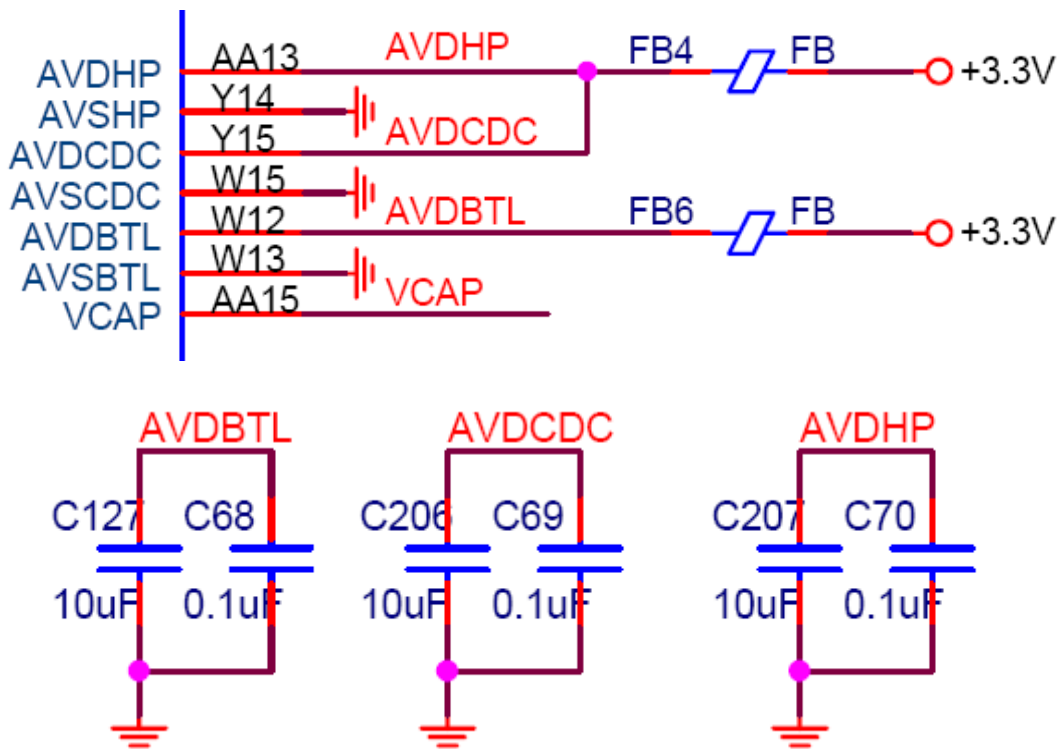 AVDHP AA13 AVDHP FB4 FB +3.3V
AVSHP Y14
AVDCDC Y15 AVDCDC
AVSCDC W15
AVDBTL W12 AVDBTL FB6 FB +3.3V
AVSBTL W13
VCAP AA15 VCAP
AVDBTL AVDCDC AVDHP
C127 C68 C206 C69 C207 C70
10uF 0.1uF 10uF 0.1uF 10uF 0.1uF